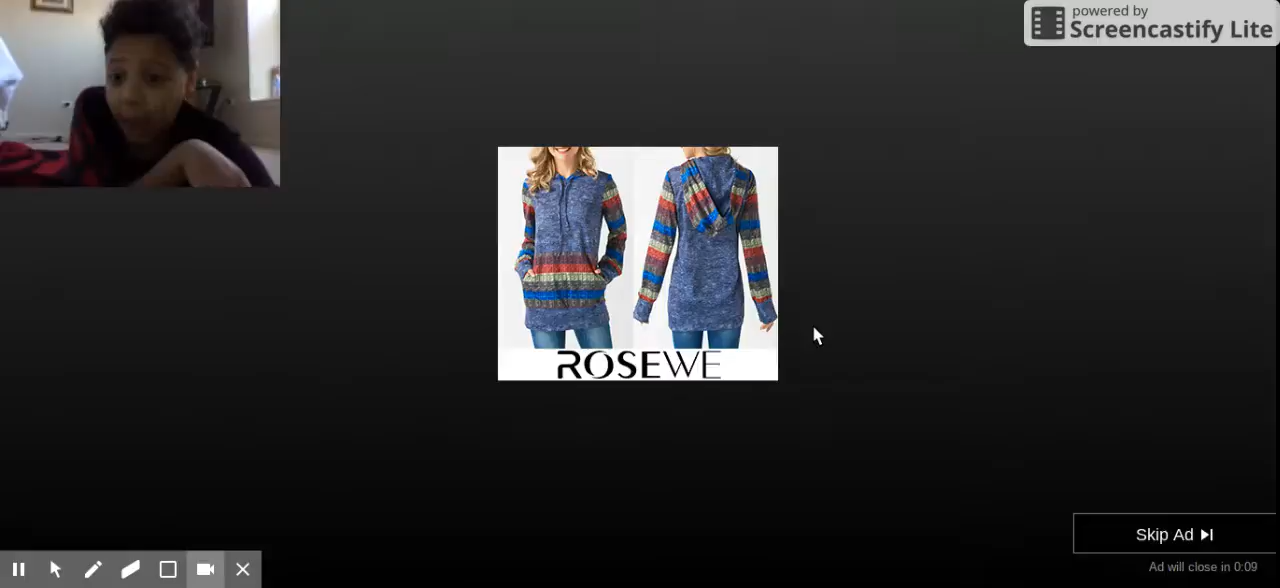 powered by
Screencastify Lite
ROSEWE
Skip Ad
Ad will close in 0:09